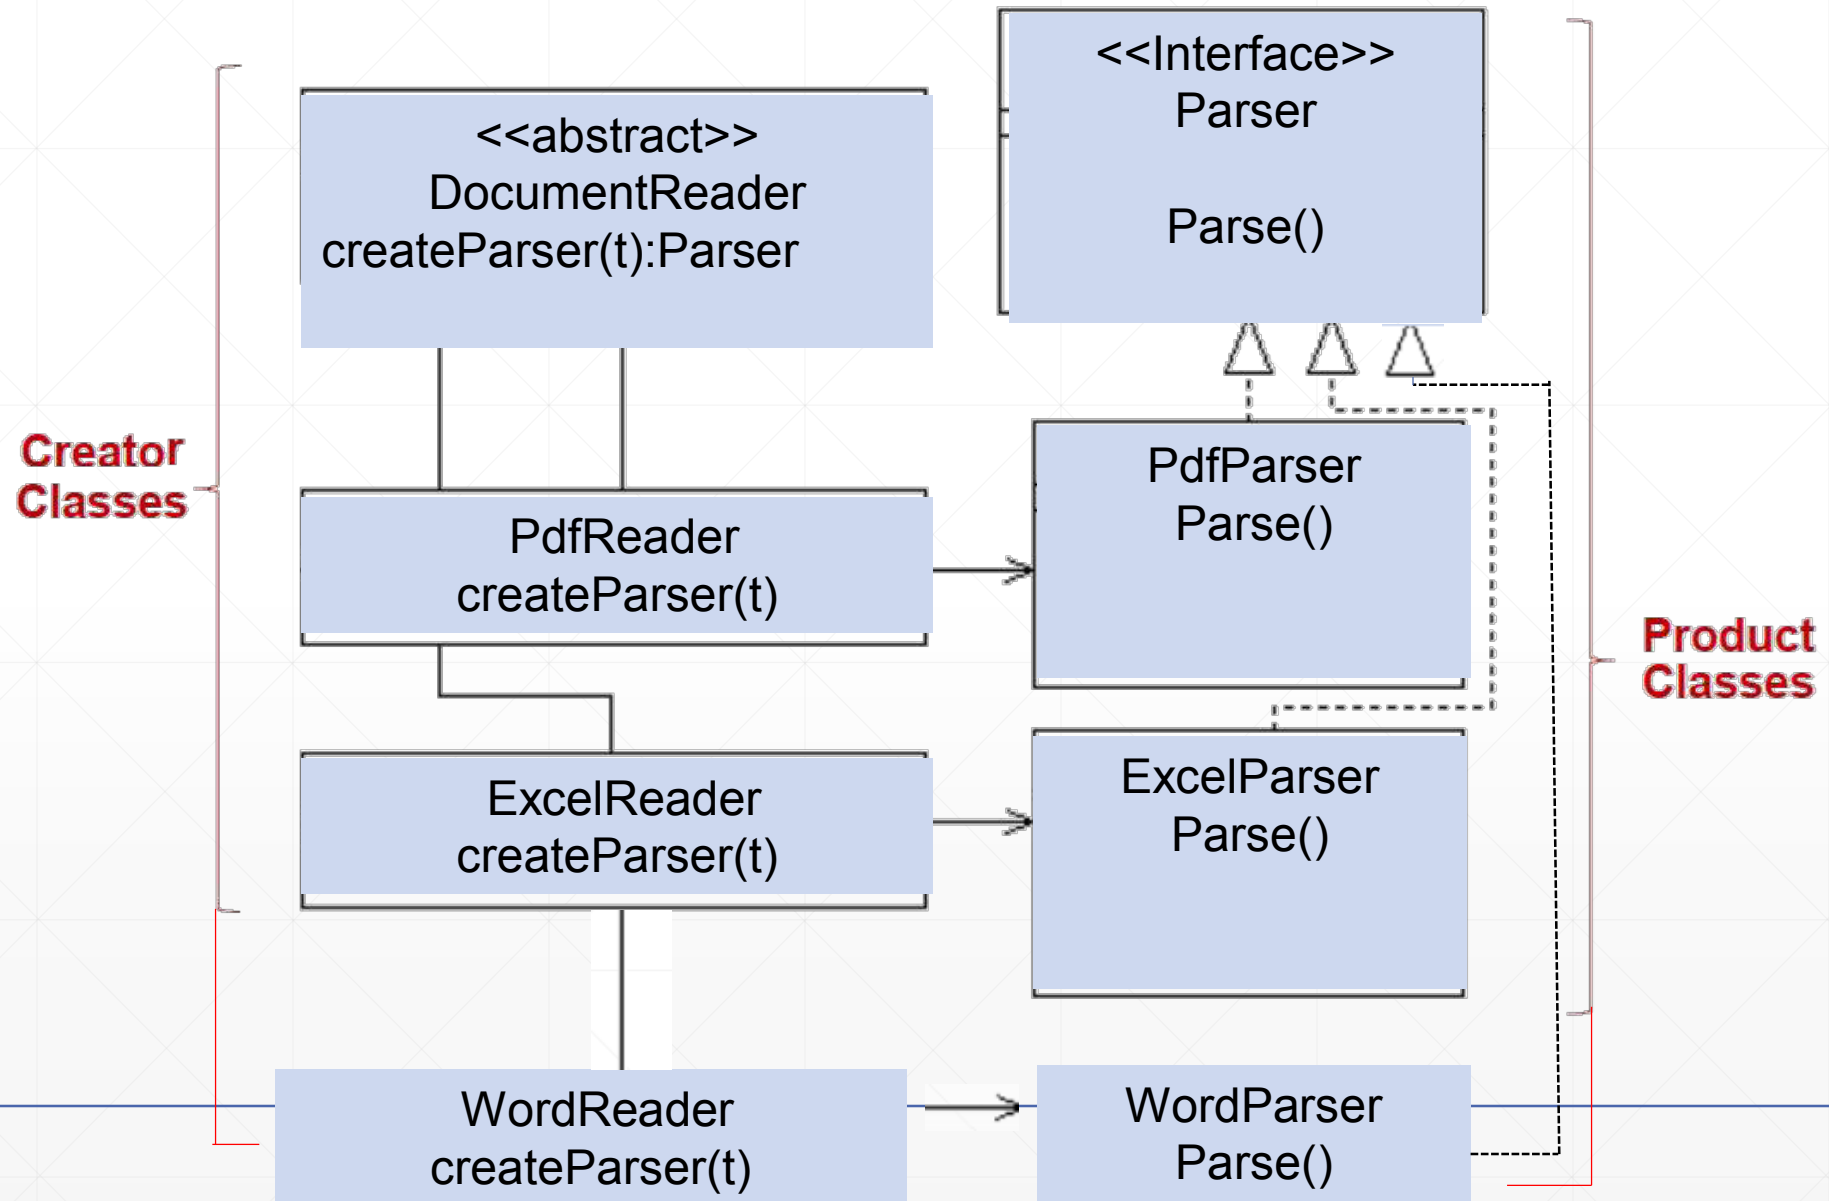 <<abstract>>
DocumentReader
createParser(t):Parser
<<Interface>>
Parser
Parse()
Creator
Classes
PdfReader
createParser(t)
PdfParser
Parse()
Product
Classes
ExcelReader
createParser(t)
ExcelParser
Parse()
WordReader
createParser(t)
WordParser
Parse()